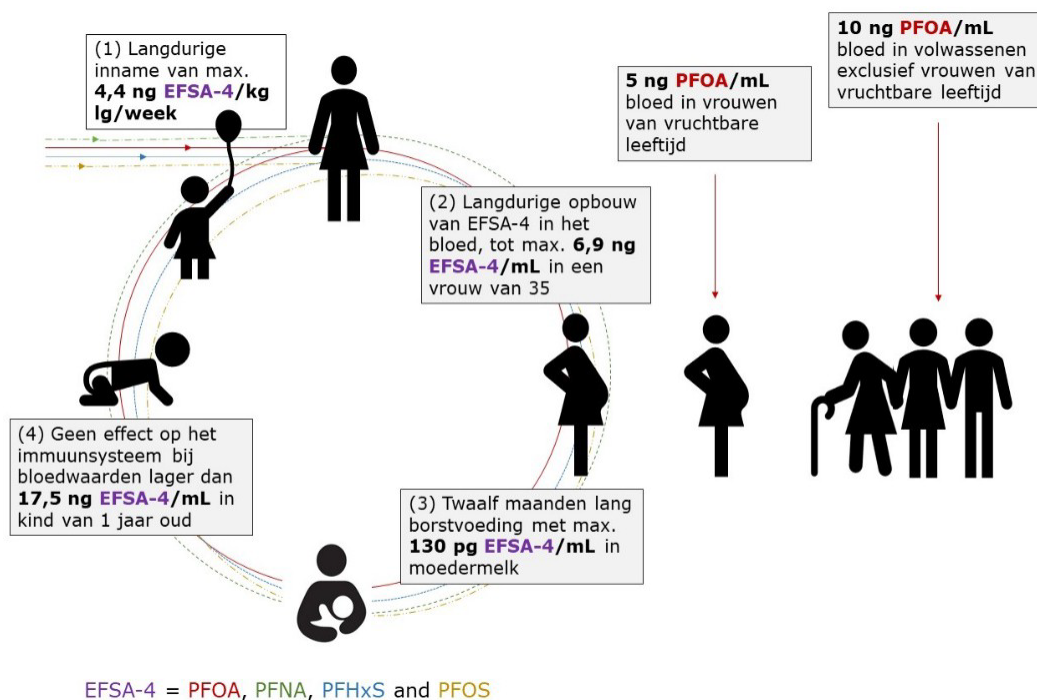 (1) Langdurige
inname van max.
4,4 ng EFSA-4/kg
lg/week
5 ng PFOA/mL
bloed in vrouwen
van vruchtbare
leeftijd
10 ng PFOA/mL
bloed in volwassenen
exclusief vrouwen van
vruchtbare leeftijd
(2) Langdurige opbouw
van EFSA-4 in het
bloed, tot max. 6,9 ng
EFSA-4/mL in een
vrouw van 35
(3) Twaalf maanden lang
borstvoeding met max.
130 pg EFSA-4/mL in
moedermelk
(4) Geen effect op het
immuunsysteem bij
bloedwaarden lager dan
17,5 ng EFSA-4/mL in
kind van 1 jaar oud
EFSA-4 = PFOA, PFNA, PFHxS and PFOS